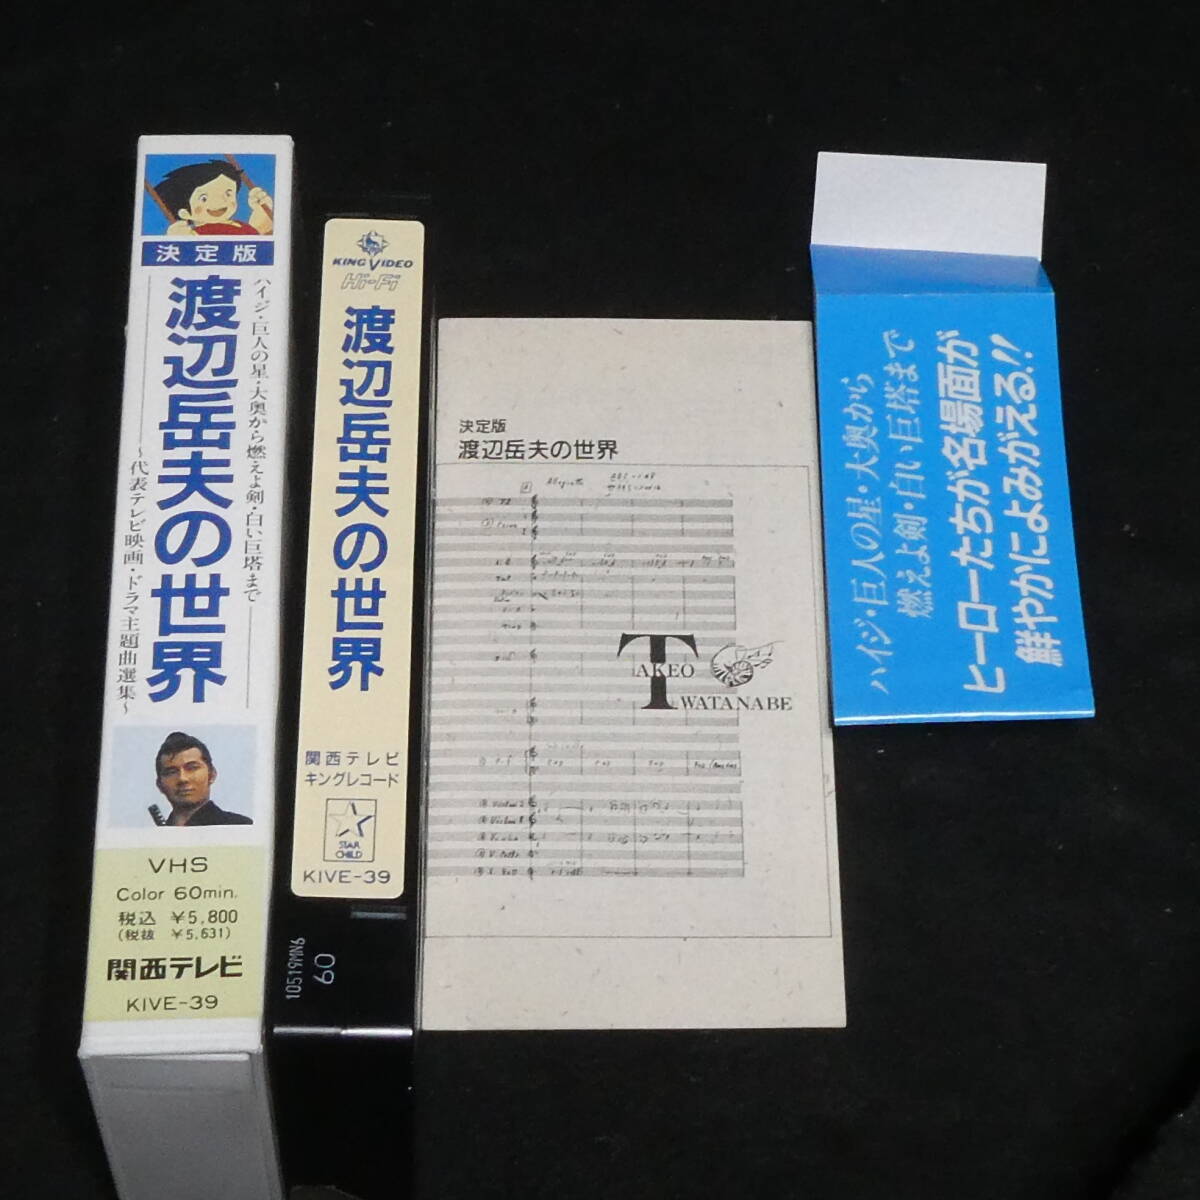 決定版
渡辺岳夫の世界
ハイジ・巨人の星・大奥から燃えよ剣・白い巨塔まで
〜代表テレビ映画・ドラマ主題曲選集〜
VHS
Color 60min.
税込 ¥5,800
(税抜 ¥5,631)
関西テレビ
KIVE-39
KING VIDEO
Hi-Fi
渡辺岳夫の世界
関西テレビ
キングレコード
STAR
CHILD
KIVE-39
10519MN6
60
決定版
渡辺岳夫の世界
Allegretto
TAKEO
WATANABE
ハイジ・巨人の星・大奥から
燃えよ剣・白い巨塔まで
ヒーローたちが名場面が
鮮やかによみがえる!!